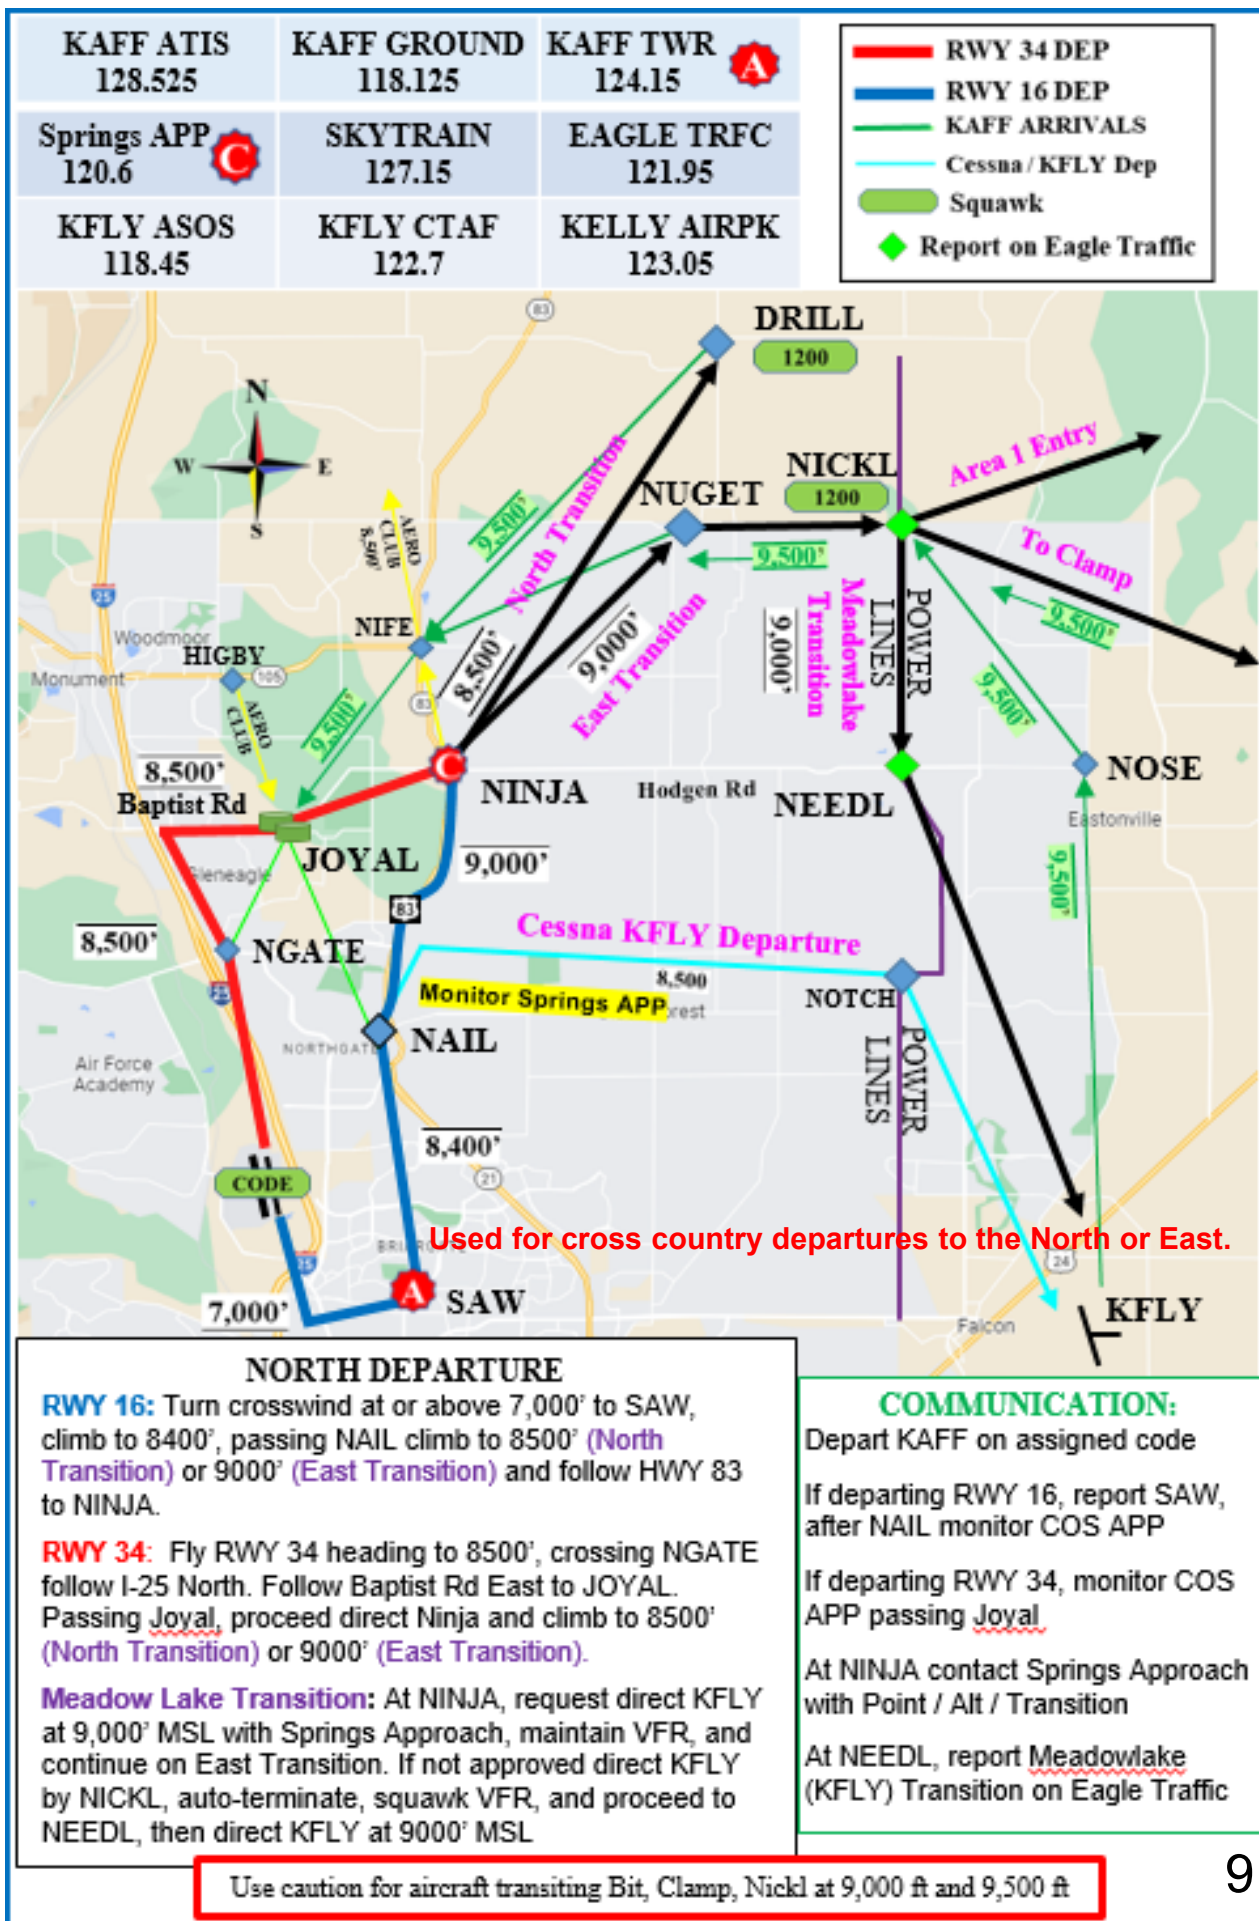 KAFF ATIS
128.525
KAFF GROUND
118.125
KAFF TWR
124.15
A
Springs APP
120.6
C
SKYTRAIN
127.15
EAGLE TRFC
121.95
KFLY ASOS
118.45
KFLY CTAF
122.7
KELLY AIRPK
123.05
RWY 34 DEP
RWY 16 DEP
KAFF ARRIVALS
Cessna / KFLY Dep
Squawk
Report on Eagle Traffic
83
DRILL
1200
N
W
E
S
NICKL
1200
Area 1 Entry
NUGET
North Transition
9,500'
AERO
CLUB
8,500'
To Clamp
9,500'
9,500'
25
Meadowlake
Transition
POWER
LINES
9,000'
Woodmoor
NIFE
HIGBY
105
Monument
8,500'
9,000'
East Transition
9,500'
83
9,500'
AERO
CLUB
8,500'
C
NINJA
Hodgen Rd
NEEDL
NOSE
Baptist Rd
Eastonville
JOYAL
Gleneagle
9,000'
9,500'
83
8,500'
NGATE
Cessna KFLY Departure
8,500
25
Monitor Springs APP
rest
NOTCH
NORTHGATE
NAIL
POWER
LINES
Air Force
Academy
8,400'
21
CODE
Used for cross country departures to the North or East.
BRIARGATE
25
24
A
SAW
7,000'
KFLY
Falcon
NORTH DEPARTURE
RWY 16: Turn crosswind at or above 7,000' to SAW,
climb to 8400', passing NAIL climb to 8500' (North
Transition) or 9000' (East Transition) and follow HWY 83
to NINJA.
RWY 34: Fly RWY 34 heading to 8500', crossing NGATE
follow I-25 North. Follow Baptist Rd East to JOYAL.
Passing Joyal, proceed direct Ninja and climb to 8500'
(North Transition) or 9000' (East Transition).
Meadow Lake Transition: At NINJA, request direct KFLY
at 9,000' MSL with Springs Approach, maintain VFR, and
continue on East Transition. If not approved direct KFLY
by NICKL, auto-terminate, squawk VFR, and proceed to
NEEDL, then direct KFLY at 9000' MSL
COMMUNICATION:
Depart KAFF on assigned code
If departing RWY 16, report SAW,
after NAIL monitor COS APP
If departing RWY 34, monitor COS
APP passing Joyal
At NINJA contact Springs Approach
with Point / Alt / Transition
At NEEDL, report Meadowlake
(KFLY) Transition on Eagle Traffic
Use caution for aircraft transiting Bit, Clamp, Nickl at 9,000 ft and 9,500 ft
9